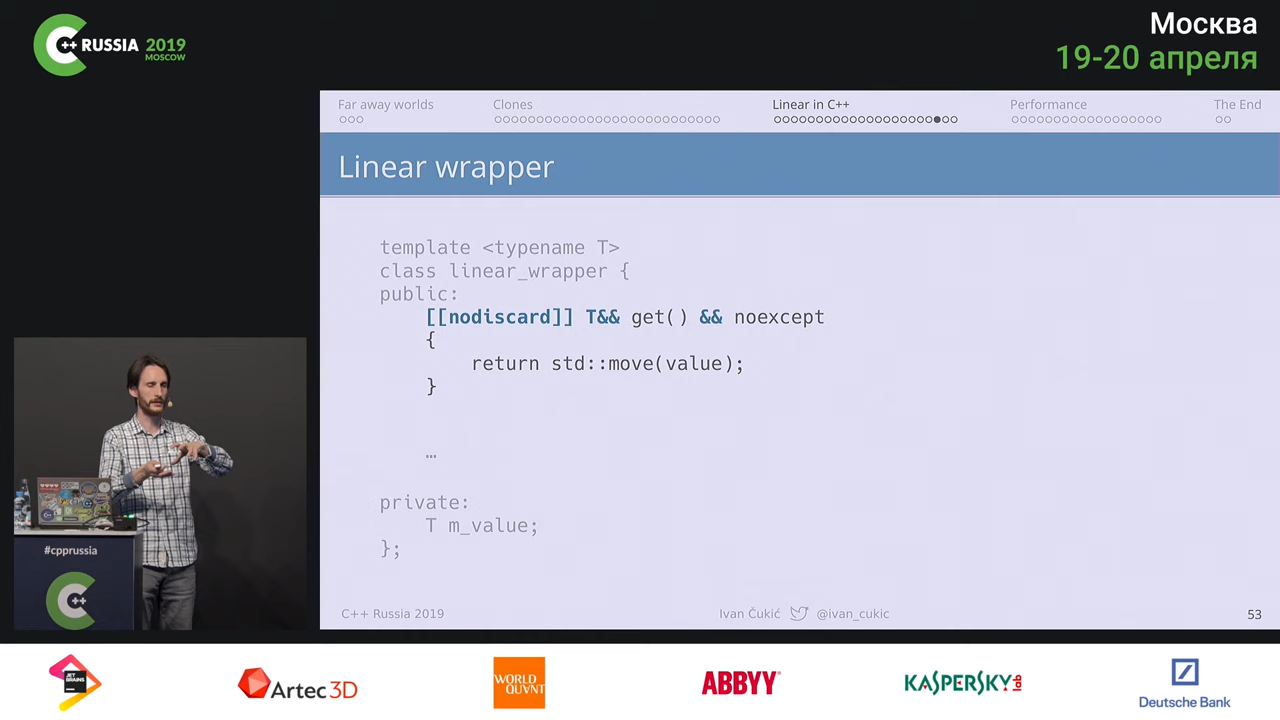 C++ RUSSIA 2019
MOSCOW
Москва
19-20 апреля
Far away worlds
Clones
Linear in C++
Performance
The End
Linear wrapper
template <typename T>
class linear_wrapper {
public:
[[nodiscard]] T&& get() && noexcept
{
return std::move(value);
}
…
private:
T m_value;
};
C++ Russia 2019
Ivan Čukić
@ivan_cukic
53
#cpprussia
C++
JET BRAINS
Artec 3D
WORLD QUANT
ABBYY®
KASPERSKY lab
Deutsche Bank